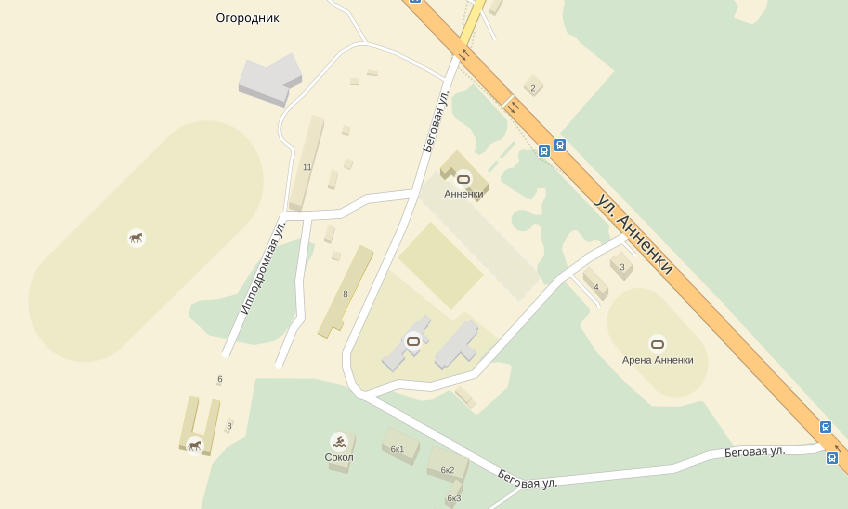 Огородник
2
Беговая ул.
11
Анненки
ул. Анненки
Ипподромная ул.
3
4
8
Арена Анненки
6
3
Сокол
6к1
6к2
6к3
Беговая ул.
Беговая ул.